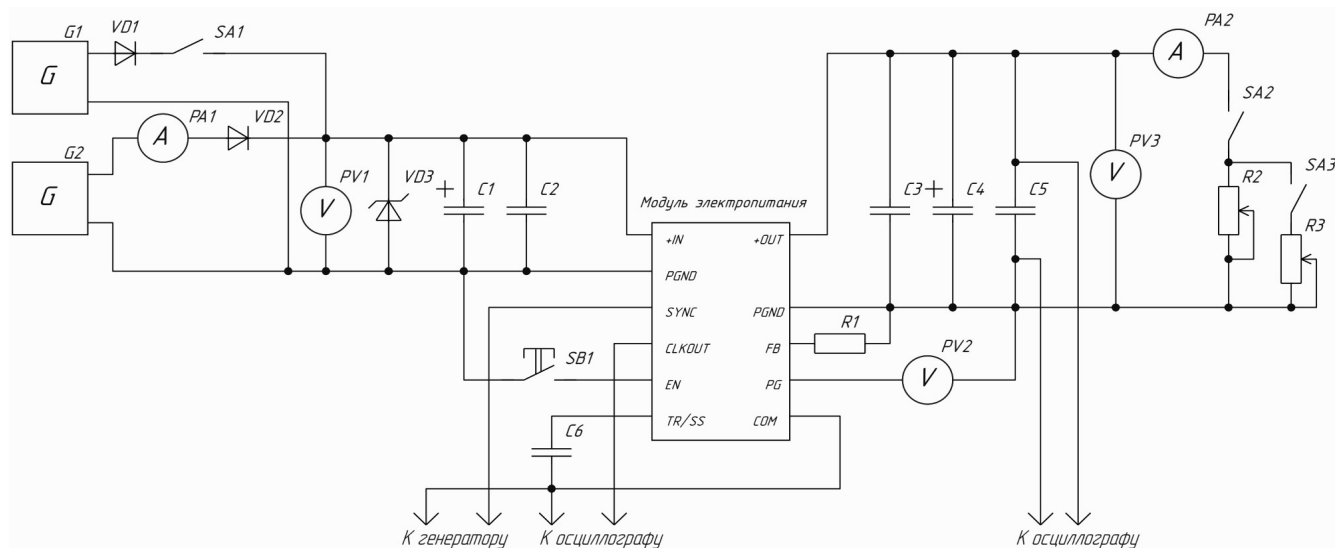 G1
VD1
SA1
G
G2
PA1
VD2
A
G
PV1
V
VD3
+
C1
C2
Модуль электропитания
+IN
+OUT
PGND
SYNC
PGND
CLKOUT
FB
EN
PG
TR/SS
COM
SB1
C6
R1
PV2
V
C3
+
C4
C5
PV3
V
PA2
A
SA2
SA3
R2
R3
К генератору
К осциллографу
К осциллографу